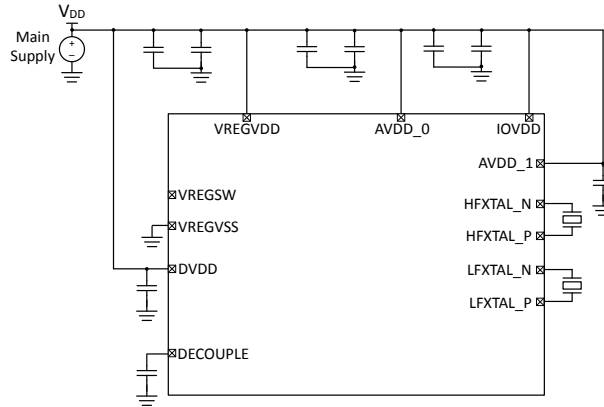 VDD
Main
Supply
+
–
VREGVDD
AVDD_0
IOVDD
AVDD_1
VREGSW
HFXTAL_N
VREGVSS
HFXTAL_P
DVDD
LFXTAL_N
LFXTAL_P
DECOUPLE